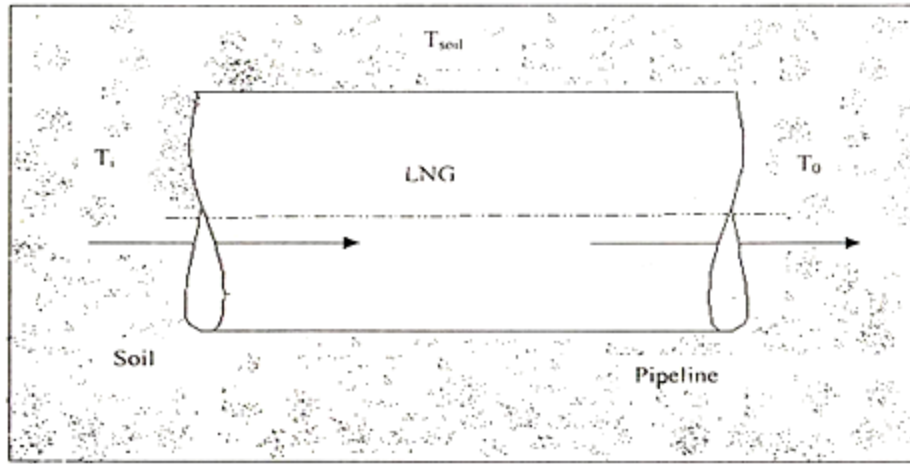 T_soil
T_i
LNG
T_0
Soil
Pipeline